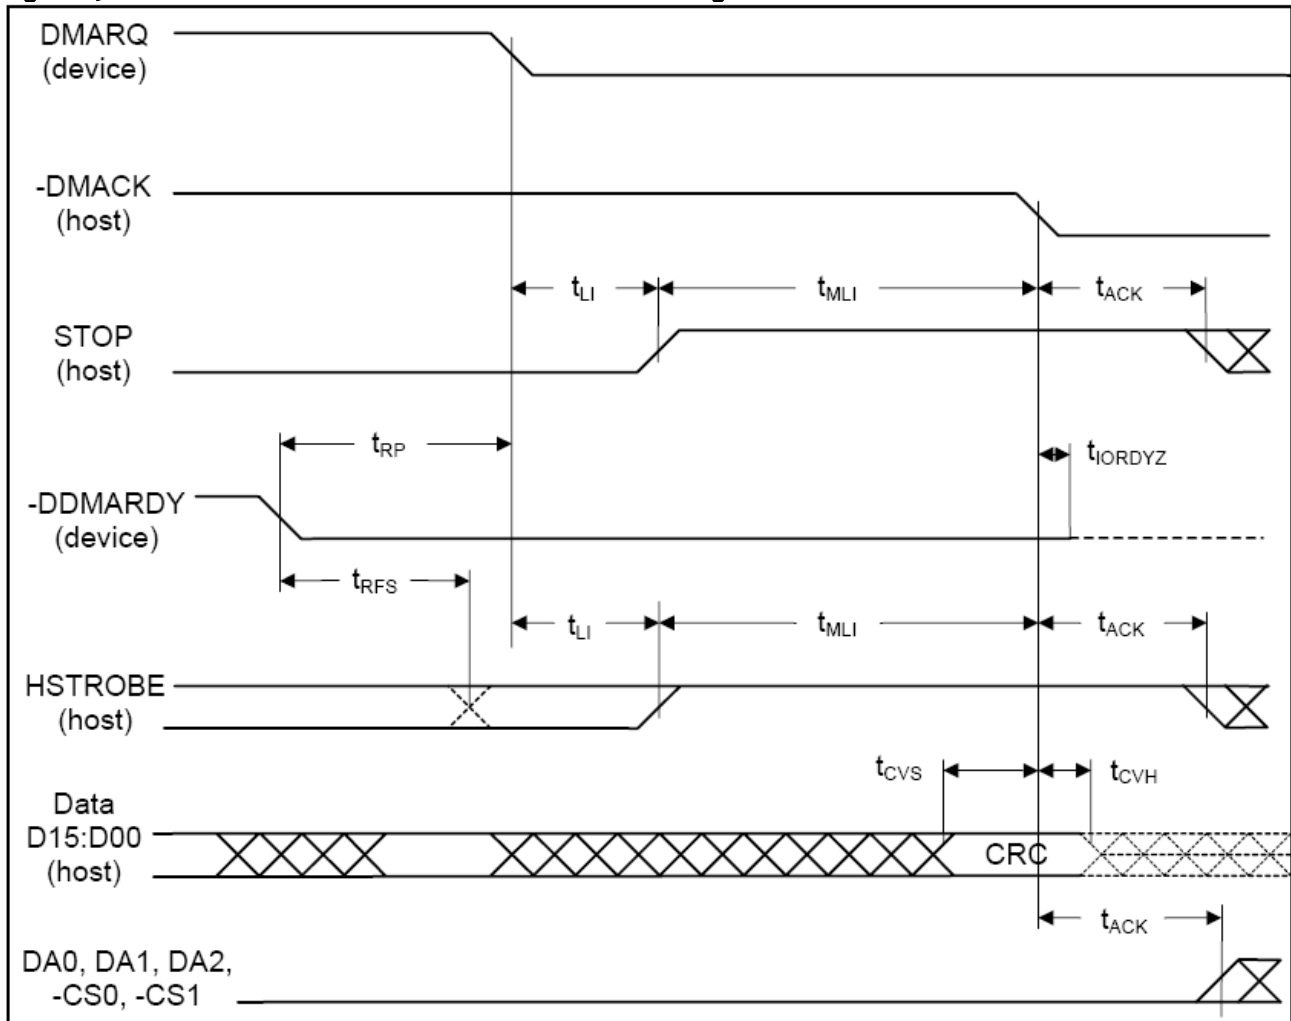 DMARQ
(device)
-DMACK
(host)
tLI
tMLI
tACK
STOP
(host)
tRP
tIORDYZ
-DDMARDY
(device)
tRFS
tLI
tMLI
tACK
HSTROBE
(host)
tCVS
tCVH
Data
D15:D00
(host)
CRC
tACK
DA0, DA1, DA2,
-CS0, -CS1